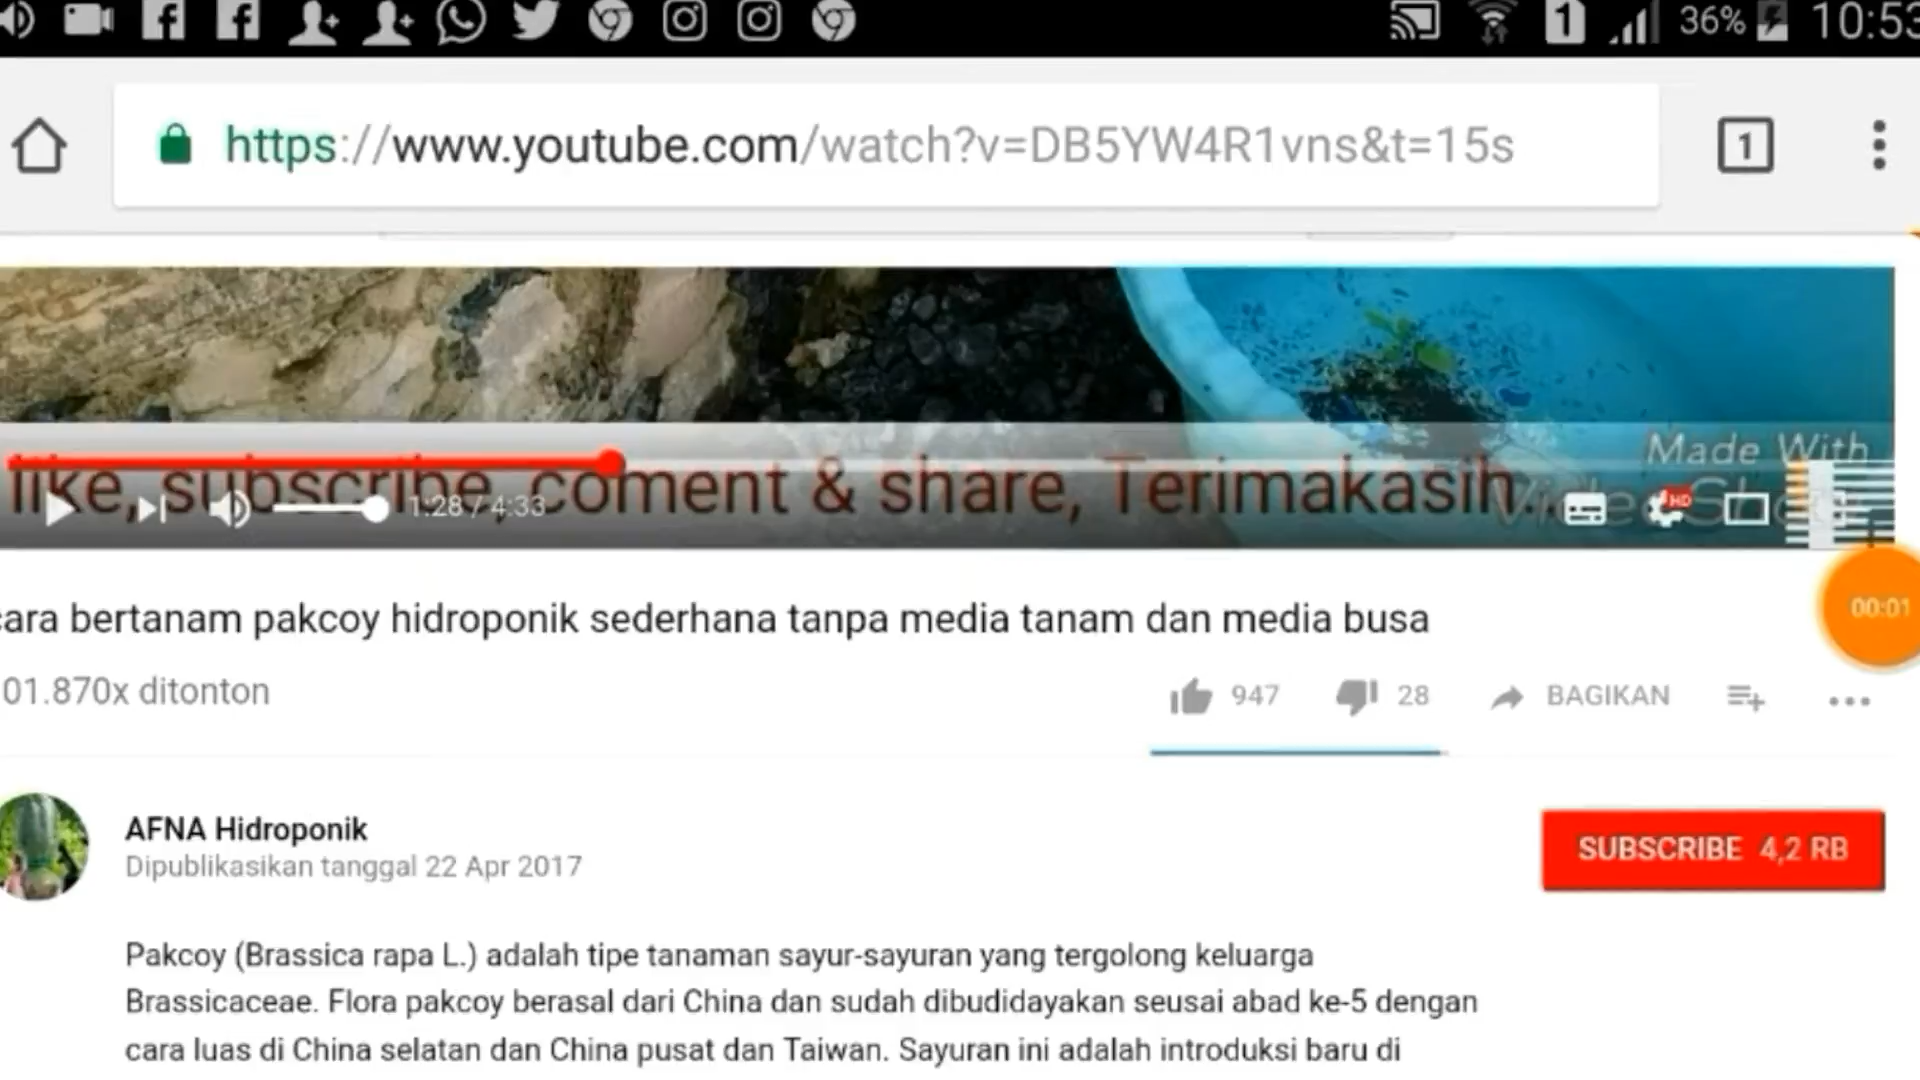 1 36% 10:53
https://www.youtube.com/watch?v=DB5YW4R1vns&t=15s 1
Made With
like, subscribe, coment & share, Terimakasih...
1:28 / 4:33 HD
cara bertanam pakcoy hidroponik sederhana tanpa media tanam dan media busa
00:01
01.870x ditonton
947 28 BAGIKAN
AFNA Hidroponik
Dipublikasikan tanggal 22 Apr 2017
SUBSCRIBE 4,2 RB
Pakcoy (Brassica rapa L.) adalah tipe tanaman sayur-sayuran yang tergolong keluarga
Brassicaceae. Flora pakcoy berasal dari China dan sudah dibudidayakan seusai abad ke-5 dengan
cara luas di China selatan dan China pusat dan Taiwan. Sayuran ini adalah introduksi baru di